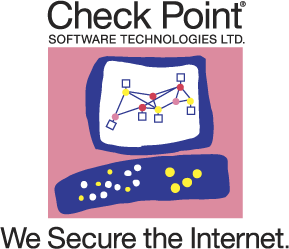 Check Point®
SOFTWARE TECHNOLOGIES LTD.
We Secure the Internet.